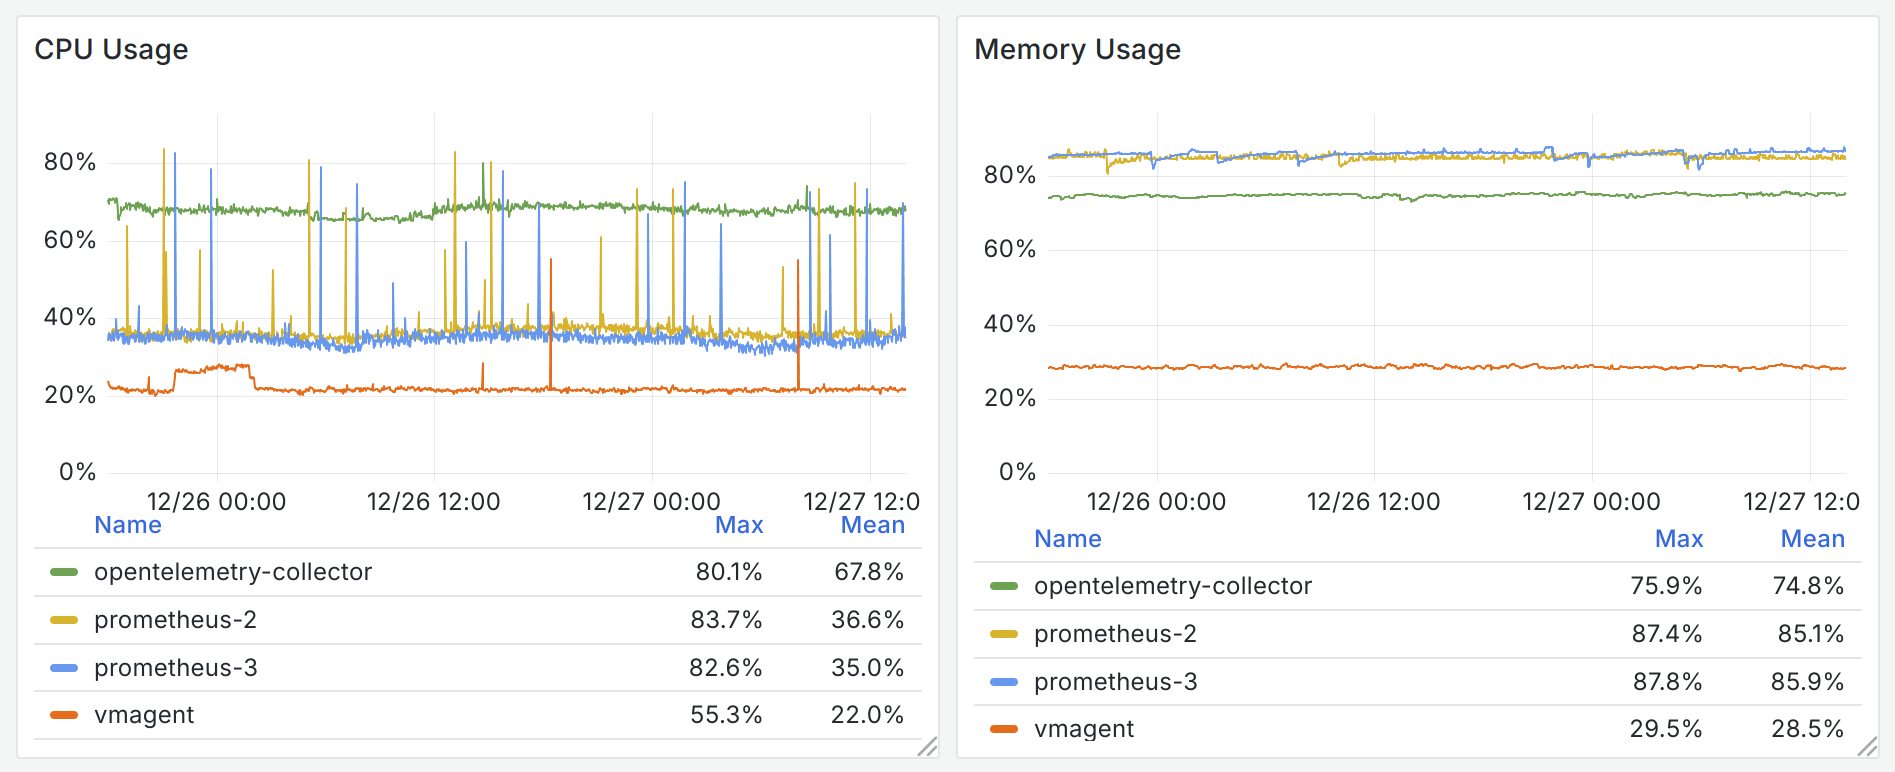 CPU Usage
80%
60%
40%
20%
0%
12/26 00:00 12/26 12:00 12/27 00:00 12/27 12:0
Name Max Mean
opentelemetry-collector 80.1% 67.8%
prometheus-2 83.7% 36.6%
prometheus-3 82.6% 35.0%
vmagent 55.3% 22.0%
Memory Usage
80%
60%
40%
20%
0%
12/26 00:00 12/26 12:00 12/27 00:00 12/27 12:0
Name Max Mean
opentelemetry-collector 75.9% 74.8%
prometheus-2 87.4% 85.1%
prometheus-3 87.8% 85.9%
vmagent 29.5% 28.5%